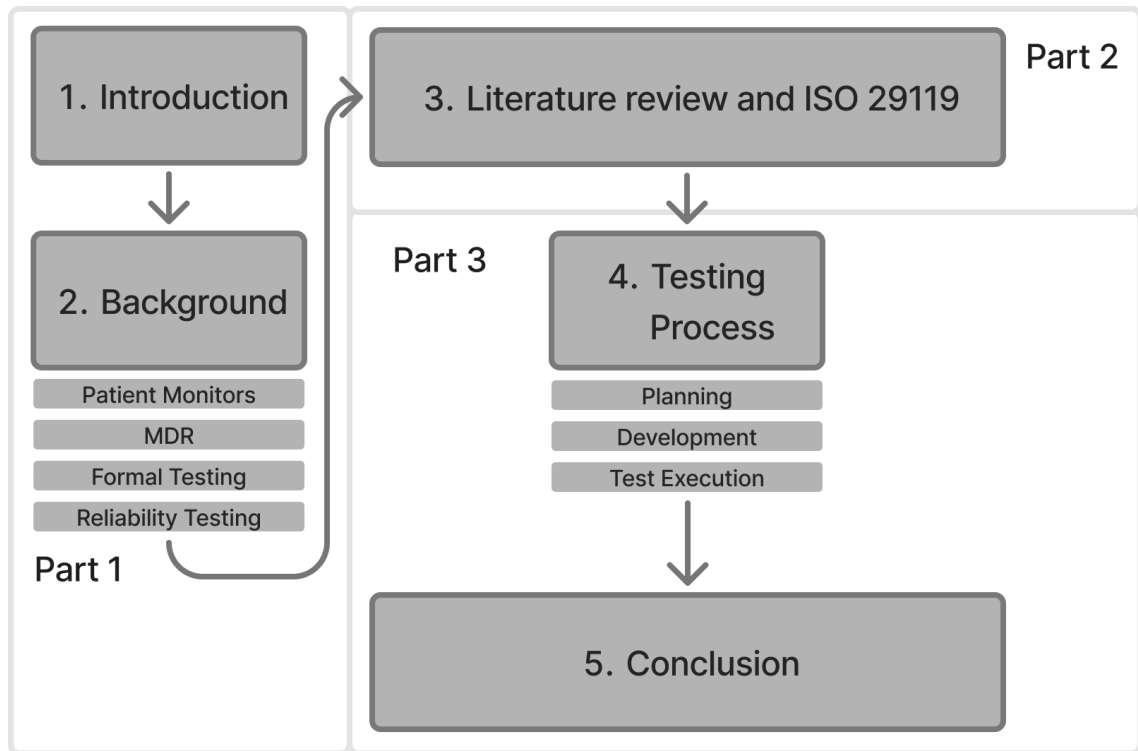 1. Introduction
2. Background
Patient Monitors
MDR
Formal Testing
Reliability Testing
Part 1
3. Literature review and ISO 29119
Part 2
Part 3
4. Testing
Process
Planning
Development
Test Execution
5. Conclusion